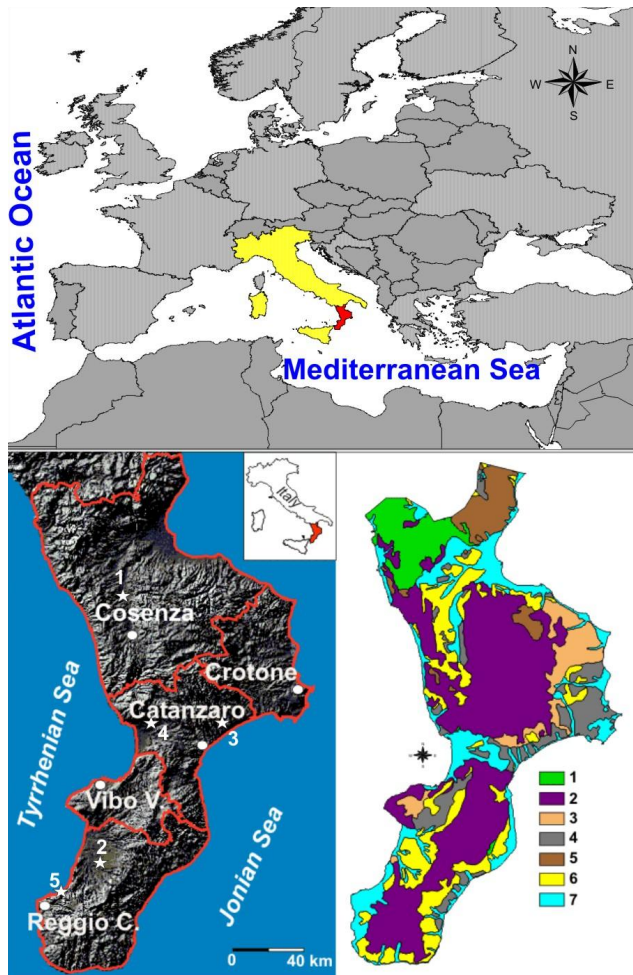 N
W E
S
Atlantic Ocean
Mediterranean Sea
Italy
1
Cosenza
Crotone
Catanzaro
4
3
Tyrrhenian Sea
Vibo V.
2
Jonian Sea
5
Reggio C.
0 40 km
1
2
3
4
5
6
7